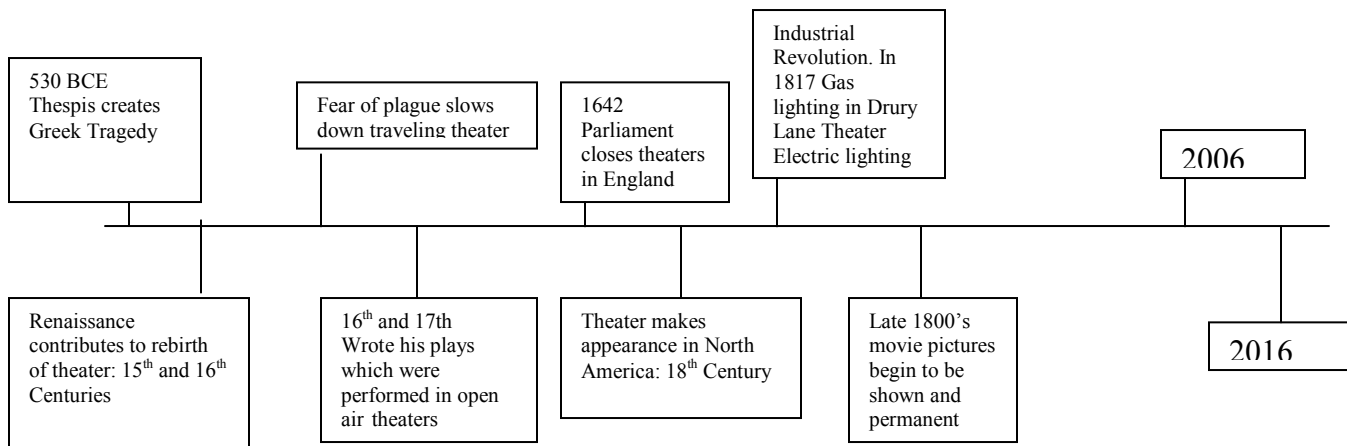 530 BCE
Thespis creates
Greek Tragedy
Fear of plague slows
down traveling theater
1642
Parliament
closes theaters
in England
Industrial
Revolution. In
1817 Gas
lighting in Drury
Lane Theater
Electric lighting
2006
Renaissance
contributes to rebirth
of theater: 15th and 16th
Centuries
16th and 17th
Wrote his plays
which were
performed in open
air theaters
Theater makes
appearance in North
America: 18th Century
Late 1800’s
movie pictures
begin to be
shown and
permanent
2016